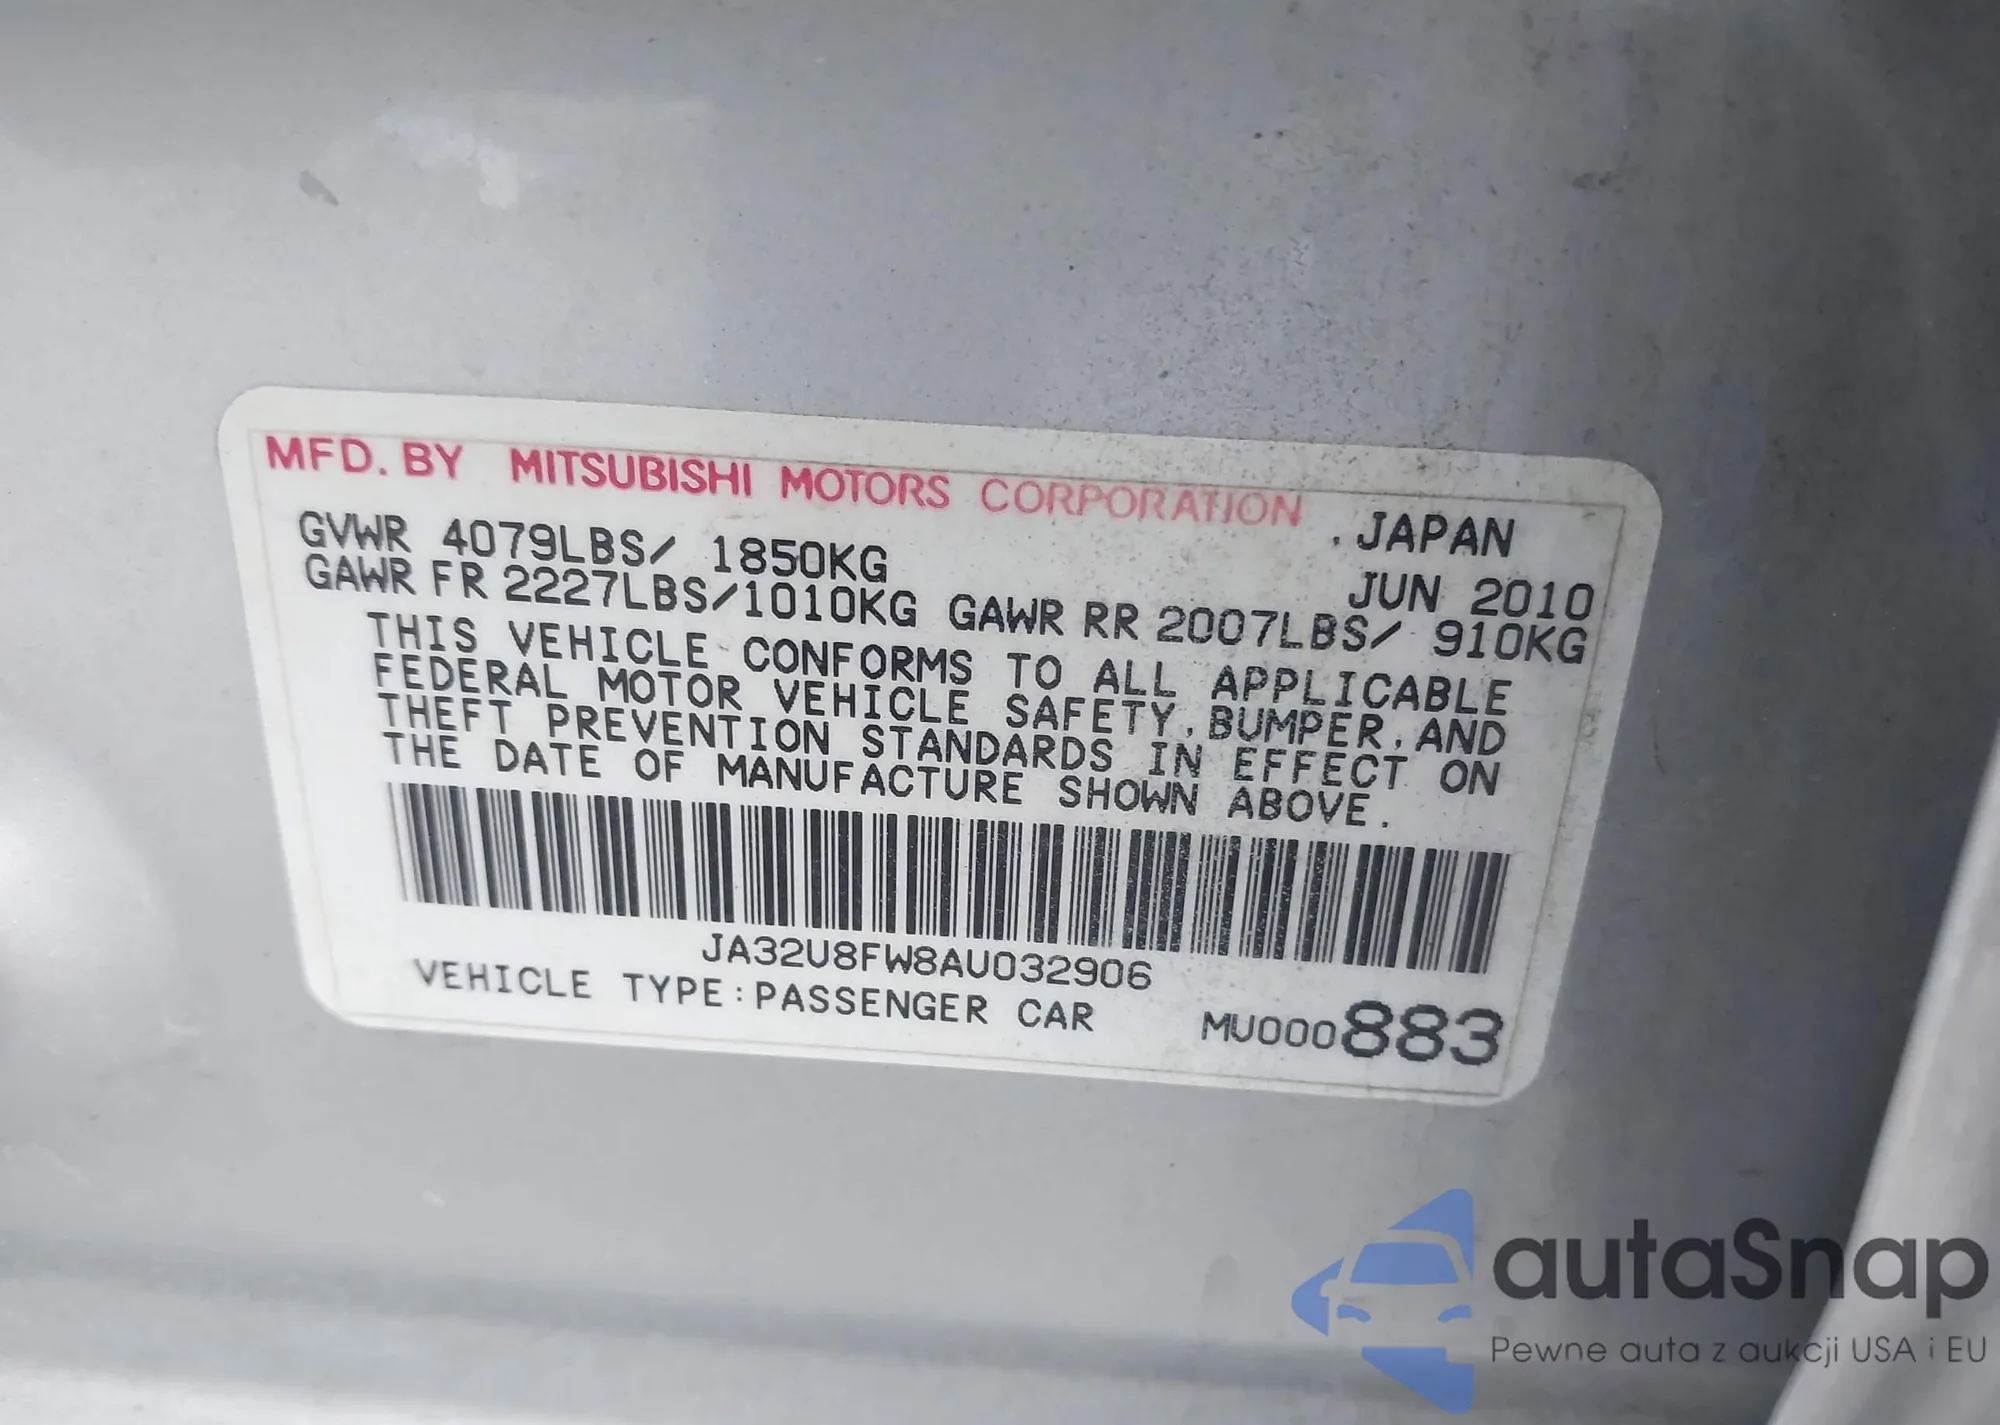 MFD. BY MITSUBISHI MOTORS CORPORATION
. JAPAN
GVWR 4079LBS/ 1850KG JUN 2010
GAWR FR 2227LBS/1010KG GAWR RR 2007LBS/ 910KG
THIS VEHICLE CONFORMS TO ALL APPLICABLE
FEDERAL MOTOR VEHICLE SAFETY, BUMPER, AND
THEFT PREVENTION STANDARDS IN EFFECT ON
THE DATE OF MANUFACTURE SHOWN ABOVE.
JA32U8FW8AU032906
VEHICLE TYPE:PASSENGER CAR MU000883
autaSnap
Pewne auta z aukcji USA i EU